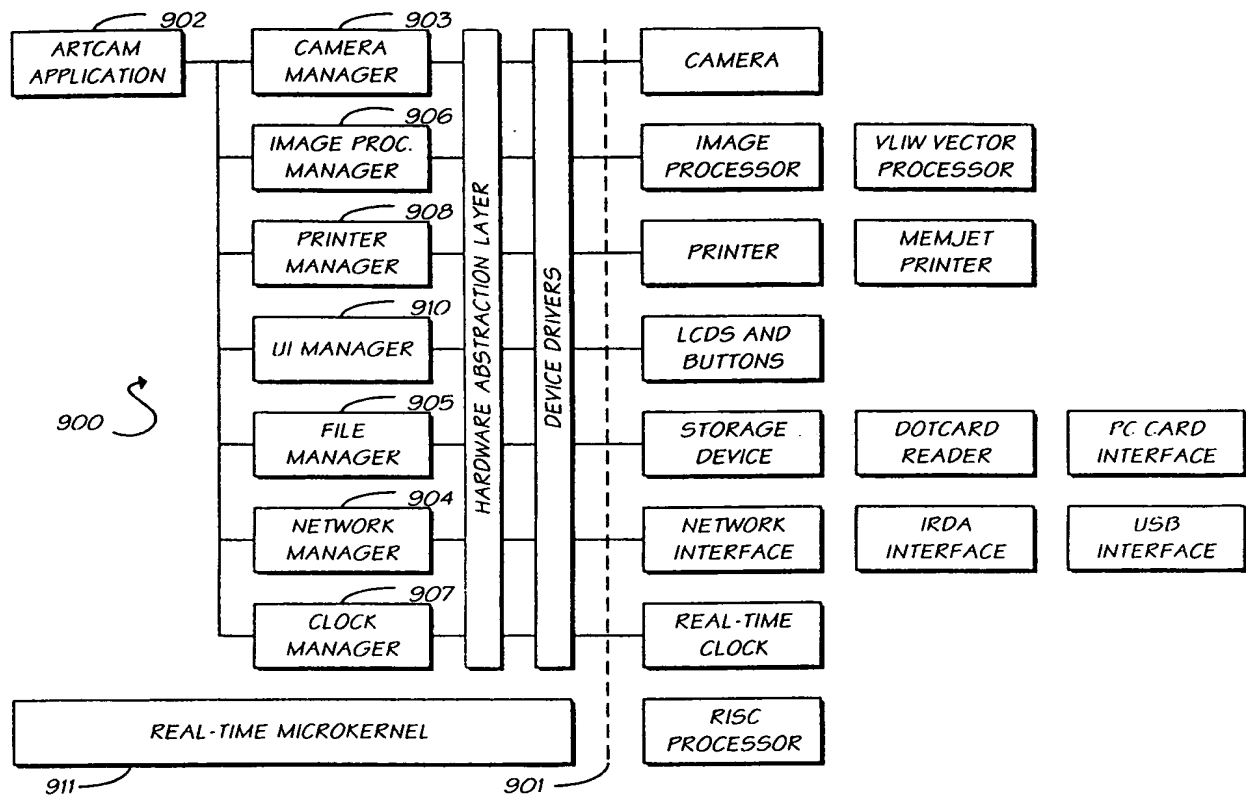 902
ARTCAM
APPLICATION
903
CAMERA
MANAGER
CAMERA
906
IMAGE PROC.
MANAGER
IMAGE
PROCESSOR
VLIW VECTOR
PROCESSOR
908
PRINTER
MANAGER
PRINTER
MEMJET
PRINTER
910
UI MANAGER
LCDS AND
BUTTONS
900
905
FILE
MANAGER
STORAGE
DEVICE
DOTCARD
READER
PC CARD
INTERFACE
904
NETWORK
MANAGER
NETWORK
INTERFACE
IRDA
INTERFACE
USB
INTERFACE
907
CLOCK
MANAGER
REAL-TIME
CLOCK
HARDWARE ABSTRACTION LAYER
DEVICE DRIVERS
REAL-TIME MICROKERNEL
RISC
PROCESSOR
911
901